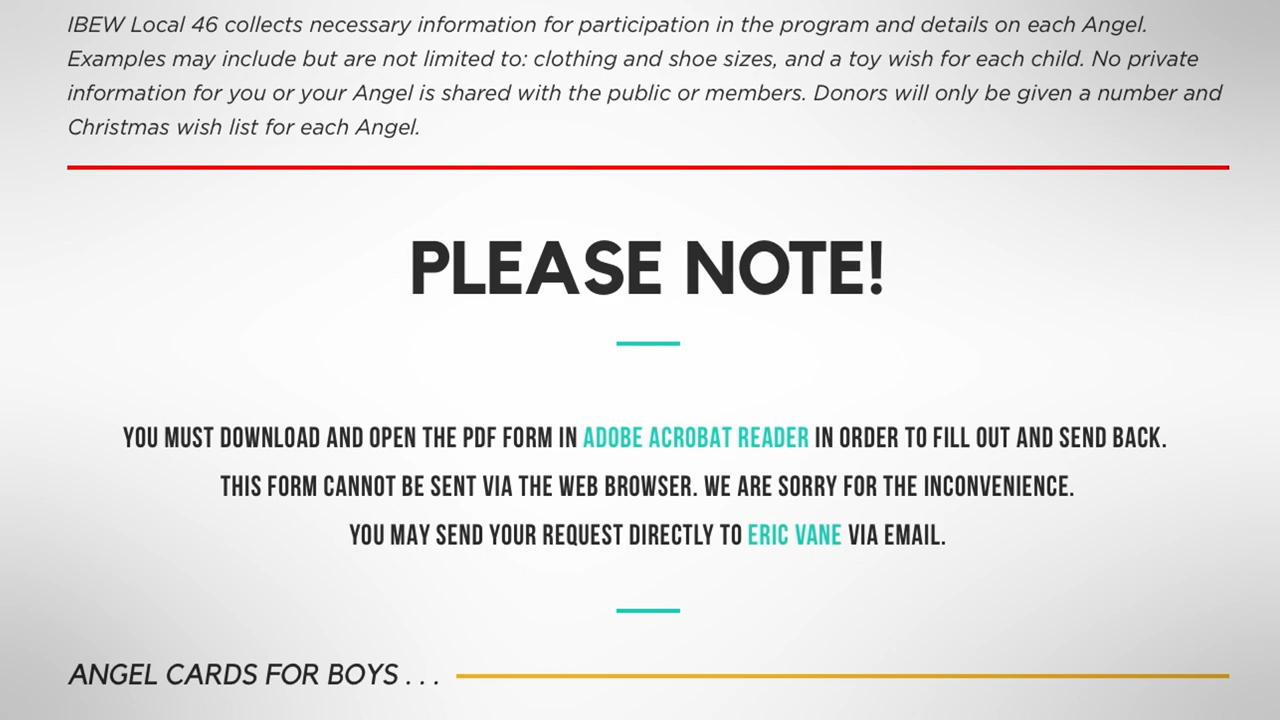 IBEW Local 46 collects necessary information for participation in the program and details on each Angel.
Examples may include but are not limited to: clothing and shoe sizes, and a toy wish for each child. No private
information for you or your Angel is shared with the public or members. Donors will only be given a number and
Christmas wish list for each Angel.
PLEASE NOTE!
YOU MUST DOWNLOAD AND OPEN THE PDF FORM IN ADOBE ACROBAT READER IN ORDER TO FILL OUT AND SEND BACK.
THIS FORM CANNOT BE SENT VIA THE WEB BROWSER. WE ARE SORRY FOR THE INCONVENIENCE.
YOU MAY SEND YOUR REQUEST DIRECTLY TO ERIC VANE VIA EMAIL.
ANGEL CARDS FOR BOYS . . .